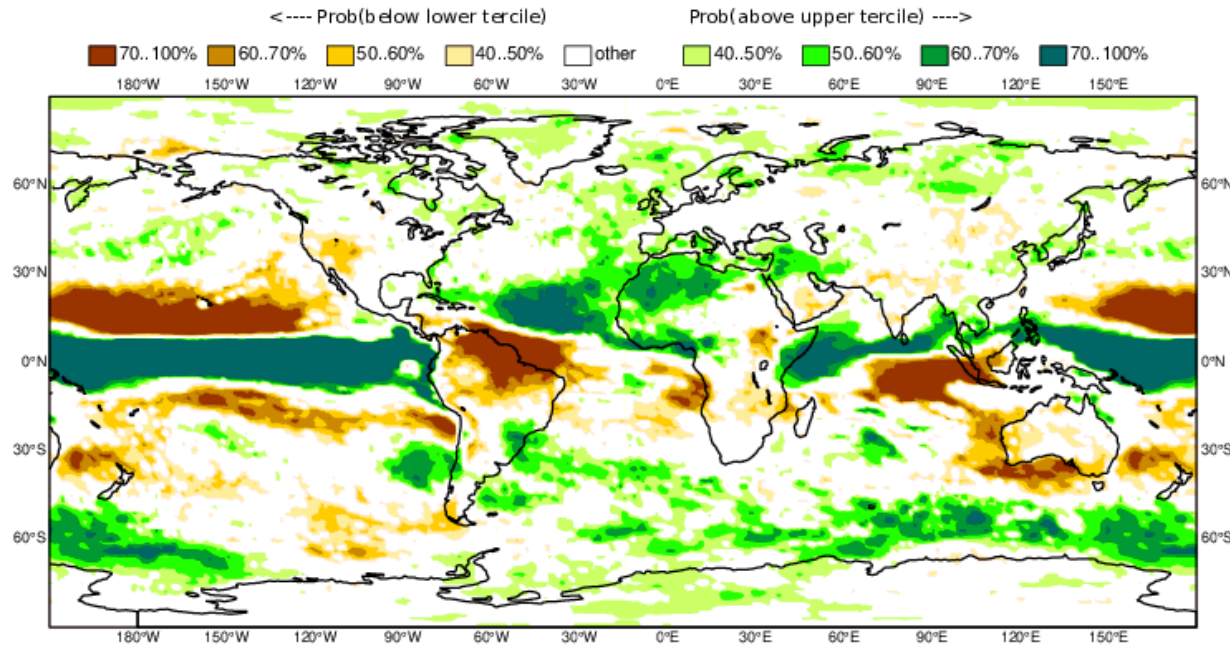 <---- Prob(below lower tercile) Prob(above upper tercile) ---->
70..100% 60..70% 50..60% 40..50% other 40..50% 50..60% 60..70% 70..100%
180°W 150°W 120°W 90°W 60°W 30°W 0°E 30°E 60°E 90°E 120°E 150°E
60°N 60°N
30°N 30°N
0°N 0°N
30°S 30°S
60°S 60°S
180°W 150°W 120°W 90°W 60°W 30°W 0°E 30°E 60°E 90°E 120°E 150°E